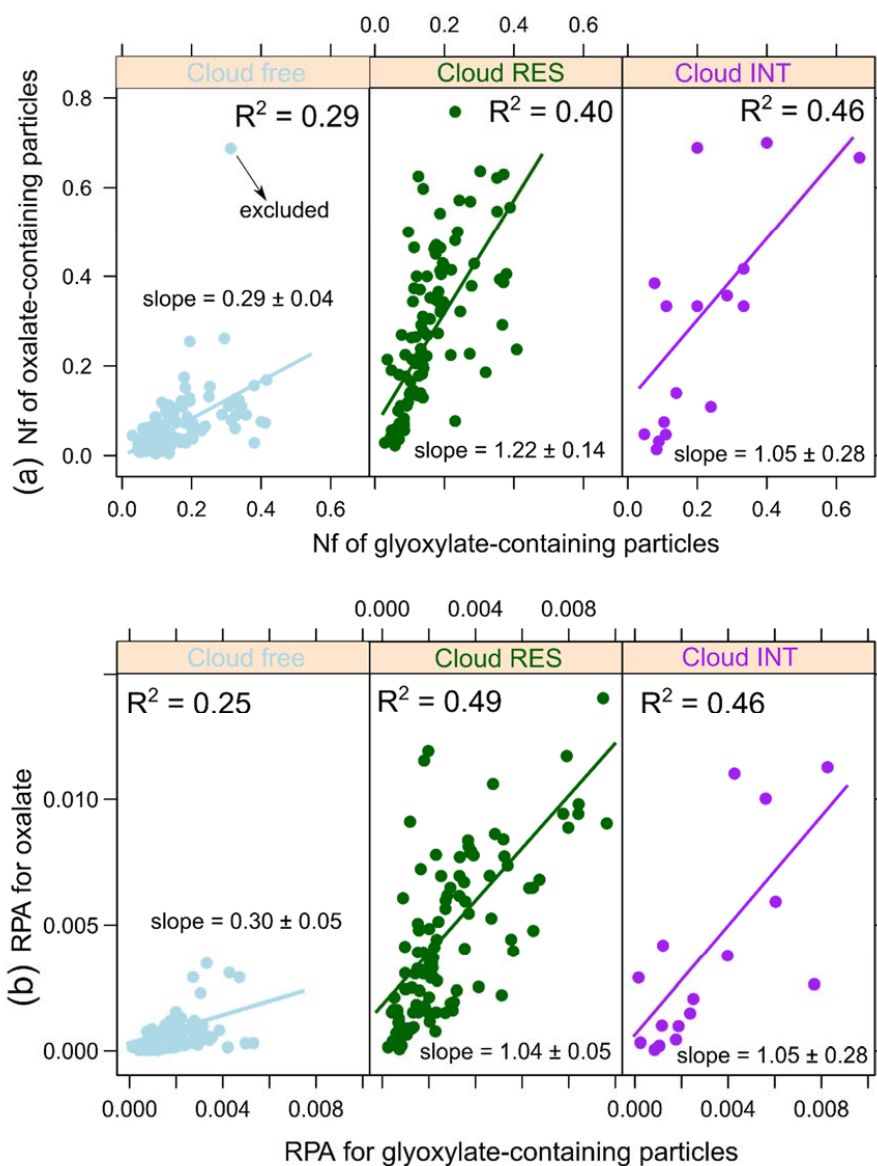 0.0 0.2 0.4 0.6
Cloud free Cloud RES Cloud INT
R² = 0.29 R² = 0.40 R² = 0.46
excluded
slope = 0.29 ± 0.04
slope = 1.22 ± 0.14
slope = 1.05 ± 0.28
0.8
0.6
0.4
0.2
0.0
(a) Nf of oxalate-containing particles
0.0 0.2 0.4 0.6 0.0 0.2 0.4 0.6
Nf of glyoxylate-containing particles
0.000 0.004 0.008
Cloud free Cloud RES Cloud INT
R² = 0.25 R² = 0.49 R² = 0.46
slope = 0.30 ± 0.05
slope = 1.04 ± 0.05
slope = 1.05 ± 0.28
0.010
0.005
0.000
(b) RPA for oxalate
0.000 0.004 0.008 0.000 0.004 0.008
RPA for glyoxylate-containing particles